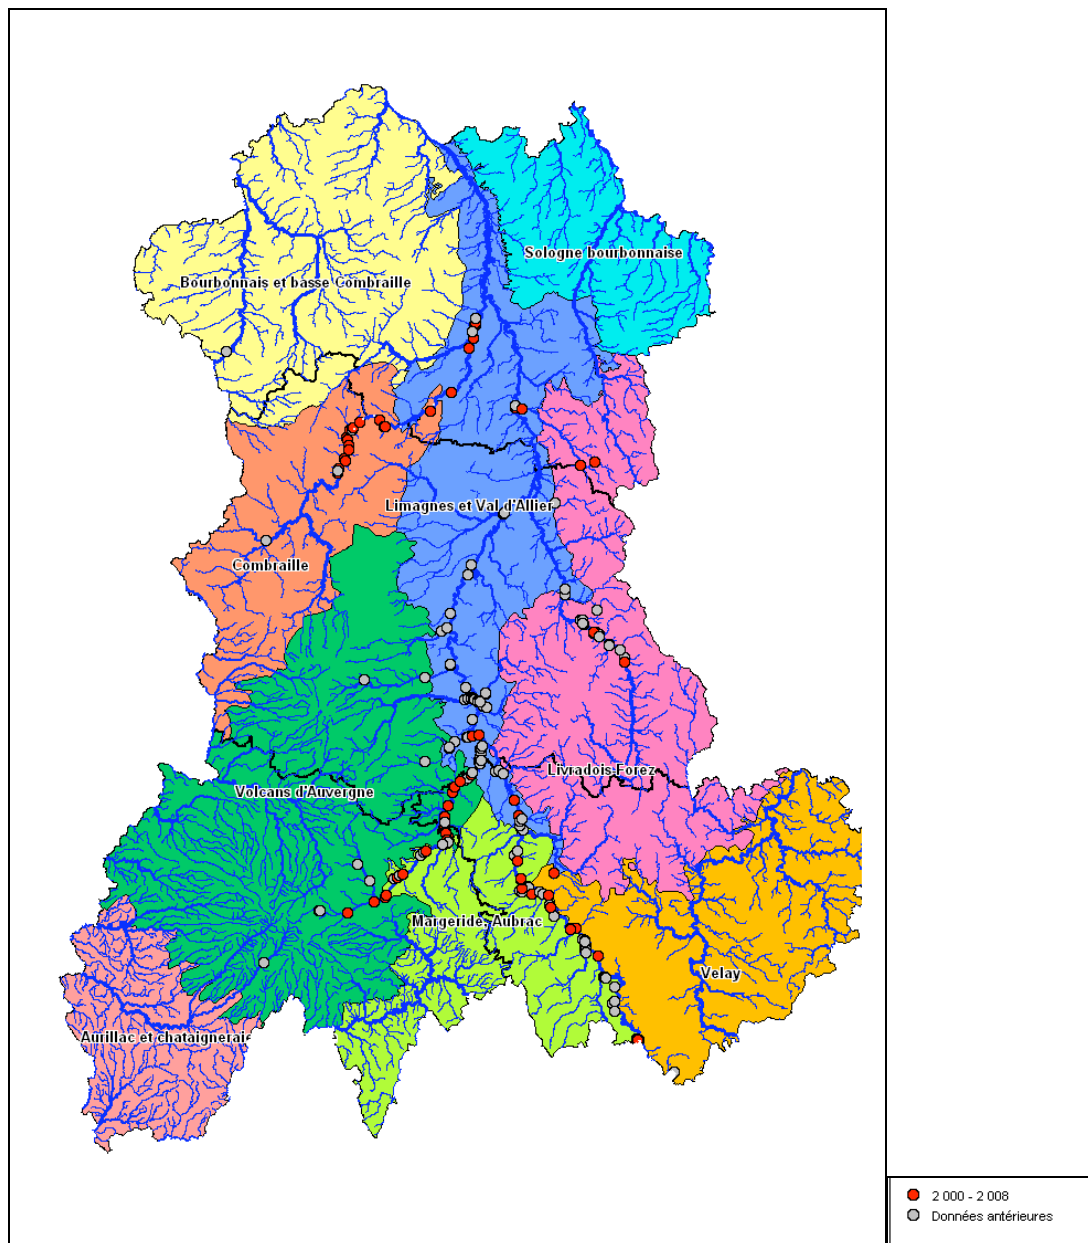 Sologne bourbonnaise
Bourbonnais et basse Combraille
Limagnes et Val d'Allier
Combraille
Livradois-Forez
Volcans d'Auvergne
Margeride, Aubrac
Velay
Aurillac et chataigneraie
2 000 - 2 008
Données antérieures